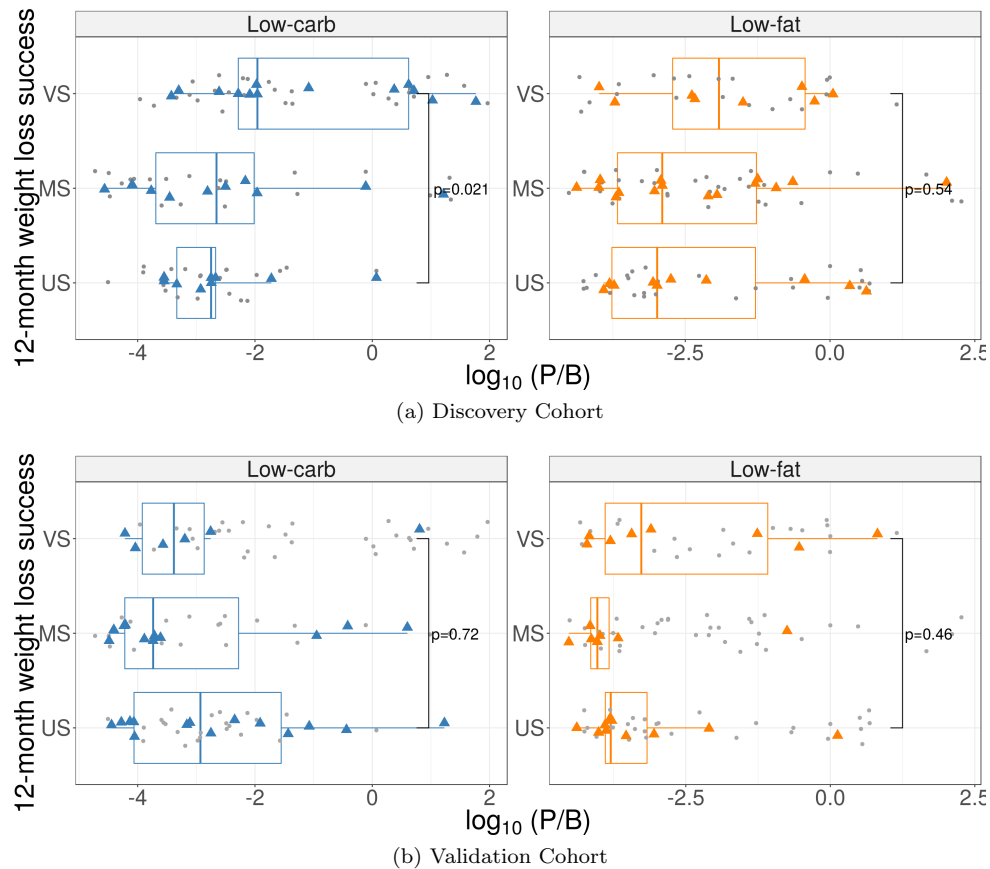 Low-carb
Low-fat
12-month weight loss success
VS
MS
US
p=0.021
VS
MS
US
p=0.54
-4
-2
0
2
-2.5
0.0
2.5
log10 (P/B)
(a) Discovery Cohort
Low-carb
Low-fat
12-month weight loss success
VS
MS
US
p=0.72
VS
MS
US
p=0.46
-4
-2
0
2
-2.5
0.0
2.5
log10 (P/B)
(b) Validation Cohort